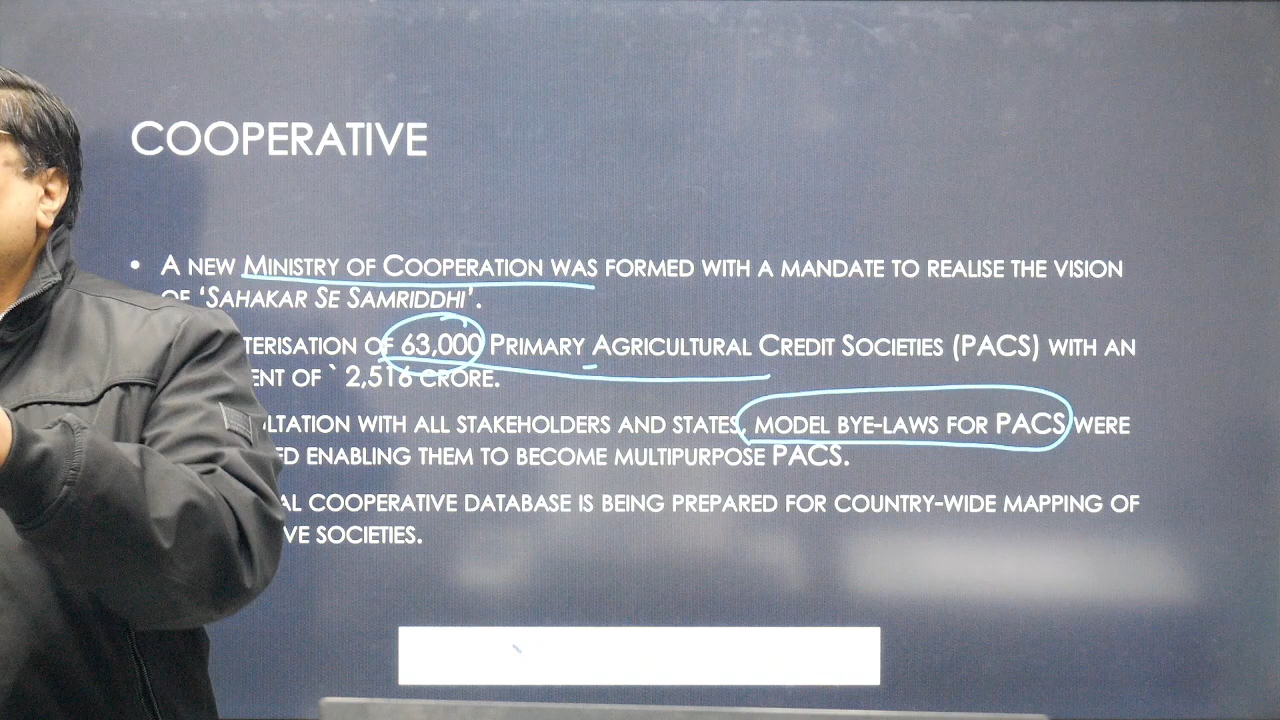 COOPERATIVE
• A NEW MINISTRY OF COOPERATION WAS FORMED WITH A MANDATE TO REALISE THE VISION
OF ‘SAHAKAR SE SAMRIDDHI’.
TERISATION OF 63,000 PRIMARY AGRICULTURAL CREDIT SOCIETIES (PACS) WITH AN
ENT OF ` 2,516 CRORE.
LTATION WITH ALL STAKEHOLDERS AND STATES, MODEL BYE-LAWS FOR PACS WERE
ED ENABLING THEM TO BECOME MULTIPURPOSE PACS.
AL COOPERATIVE DATABASE IS BEING PREPARED FOR COUNTRY-WIDE MAPPING OF
VE SOCIETIES.